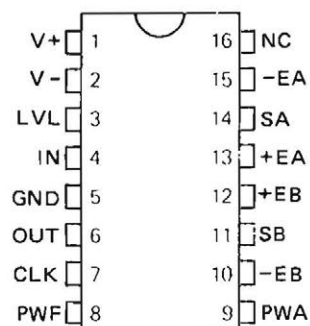 V+ 1 16 NC
V- 2 15 -EA
LVL 3 14 SA
IN 4 13 +EA
GND 5 12 +EB
OUT 6 11 SB
CLK 7 10 -EB
PWF 8 9 PWA